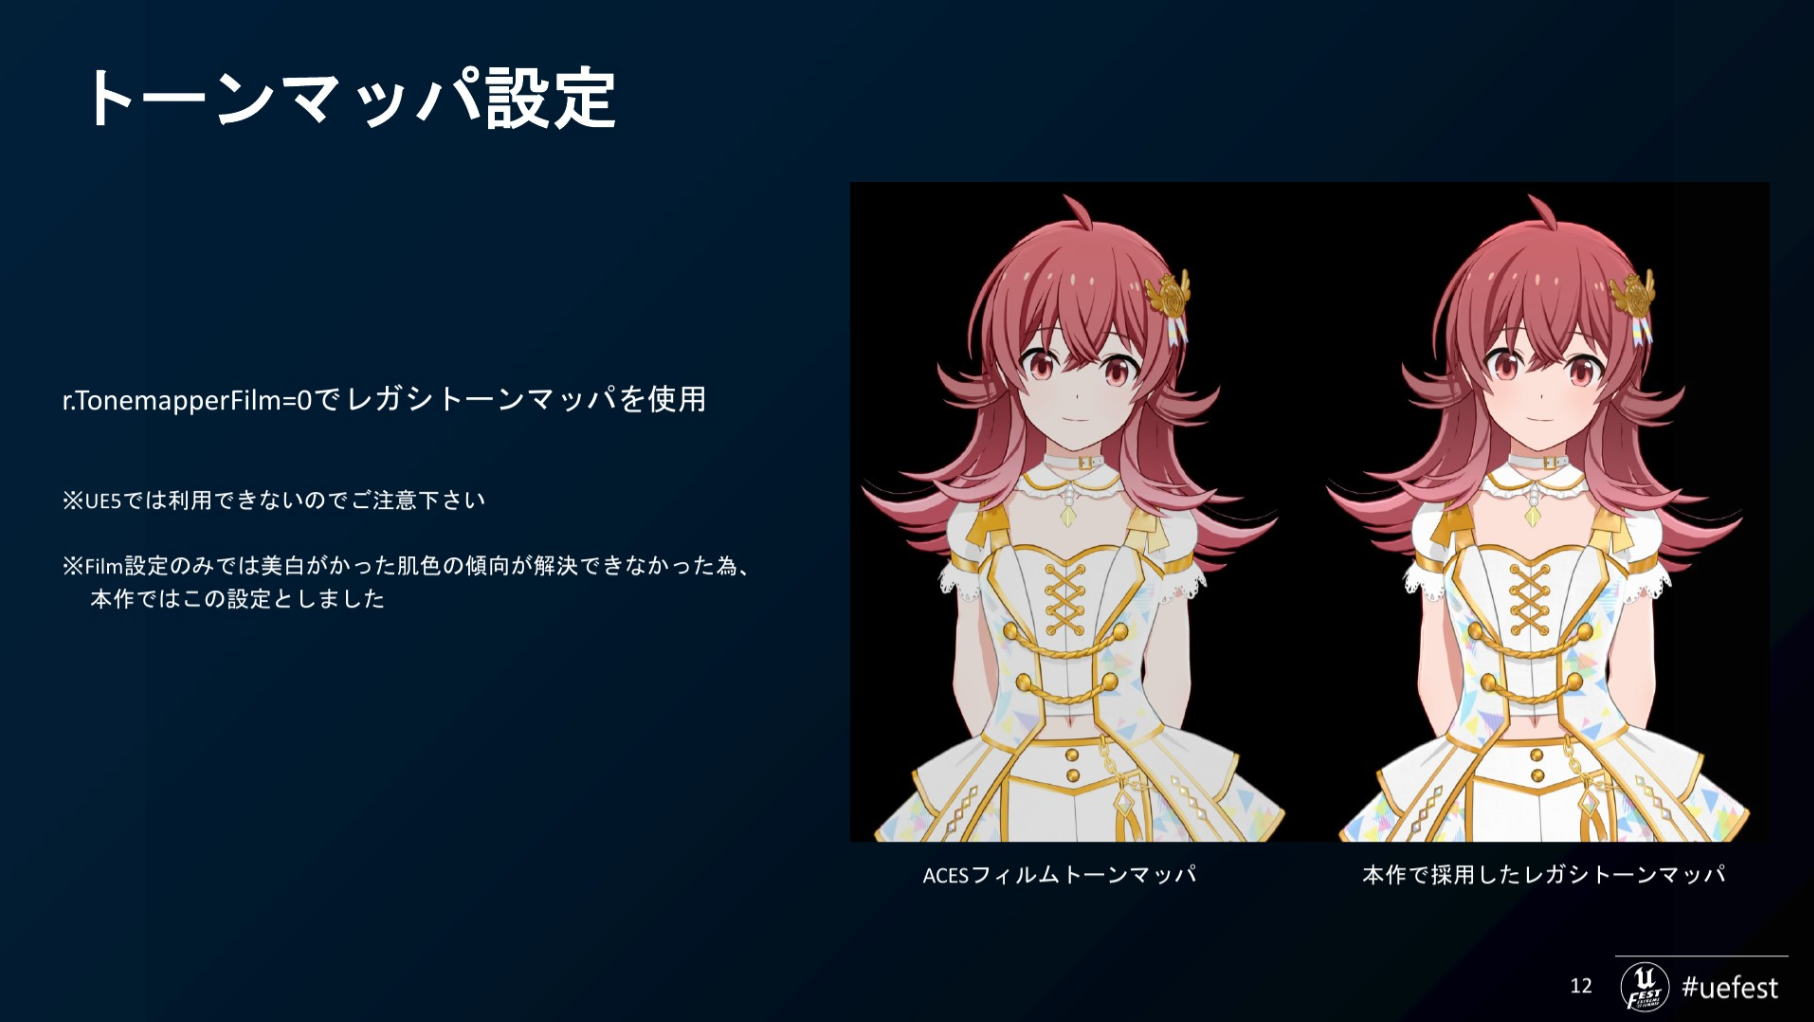 トーンマッパ設定
r.TonemapperFilm=0でレガシトーンマッパを使用
※UE5では利用できないのでご注意下さい
※Film設定のみでは美白がかった肌色の傾向が解決できなかった為、
本作ではこの設定としました
ACESフィルムトーンマッパ
本作で採用したレガシトーンマッパ
12
FEST
#uefest